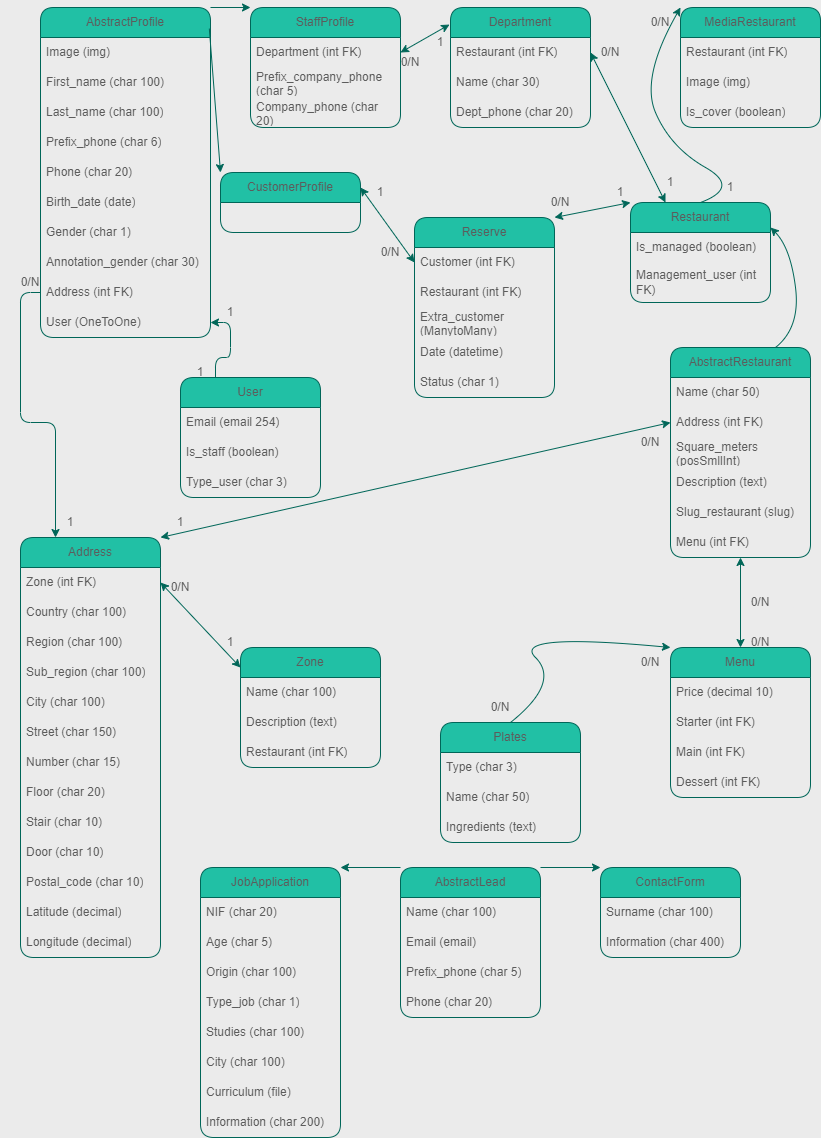 AbstractProfile
Image (img)
First_name (char 100)
Last_name (char 100)
Prefix_phone (char 6)
Phone (char 20)
Birth_date (date)
Gender (char 1)
Annotation_gender (char 30)
Address (int FK)
User (OneToOne)
StaffProfile
Department (int FK)
Prefix_company_phone
(char 5)
Company_phone (char
20)
0/N
1
Department
Restaurant (int FK)
Name (char 30)
Dept_phone (char 20)
0/N
1
MediaRestaurant
Restaurant (int FK)
Image (img)
Is_cover (boolean)
0/N
1
CustomerProfile
1
0/N
Reserve
Customer (int FK)
Restaurant (int FK)
Extra_customer
(ManytoMany)
Date (datetime)
Status (char 1)
0/N
1
Restaurant
Is_managed (boolean)
Management_user (int
FK)
0/N
1
1
1
User
Email (email 254)
Is_staff (boolean)
Type_user (char 3)
AbstractRestaurant
Name (char 50)
Address (int FK)
Square_meters
(posSmllInt)
Description (text)
Slug_restaurant (slug)
Menu (int FK)
0/N
1
Address
Zone (int FK)
Country (char 100)
Region (char 100)
Sub_region (char 100)
City (char 100)
Street (char 150)
Number (char 15)
Floor (char 20)
Stair (char 10)
Door (char 10)
Postal_code (char 10)
Latitude (decimal)
Longitude (decimal)
0/N
1
Zone
Name (char 100)
Description (text)
Restaurant (int FK)
0/N
0/N
Menu
Price (decimal 10)
Starter (int FK)
Main (int FK)
Dessert (int FK)
0/N
0/N
Plates
Type (char 3)
Name (char 50)
Ingredients (text)
JobApplication
NIF (char 20)
Age (char 5)
Origin (char 100)
Type_job (char 1)
Studies (char 100)
City (char 100)
Curriculum (file)
Information (char 200)
AbstractLead
Name (char 100)
Email (email)
Prefix_phone (char 5)
Phone (char 20)
ContactForm
Surname (char 100)
Information (char 400)